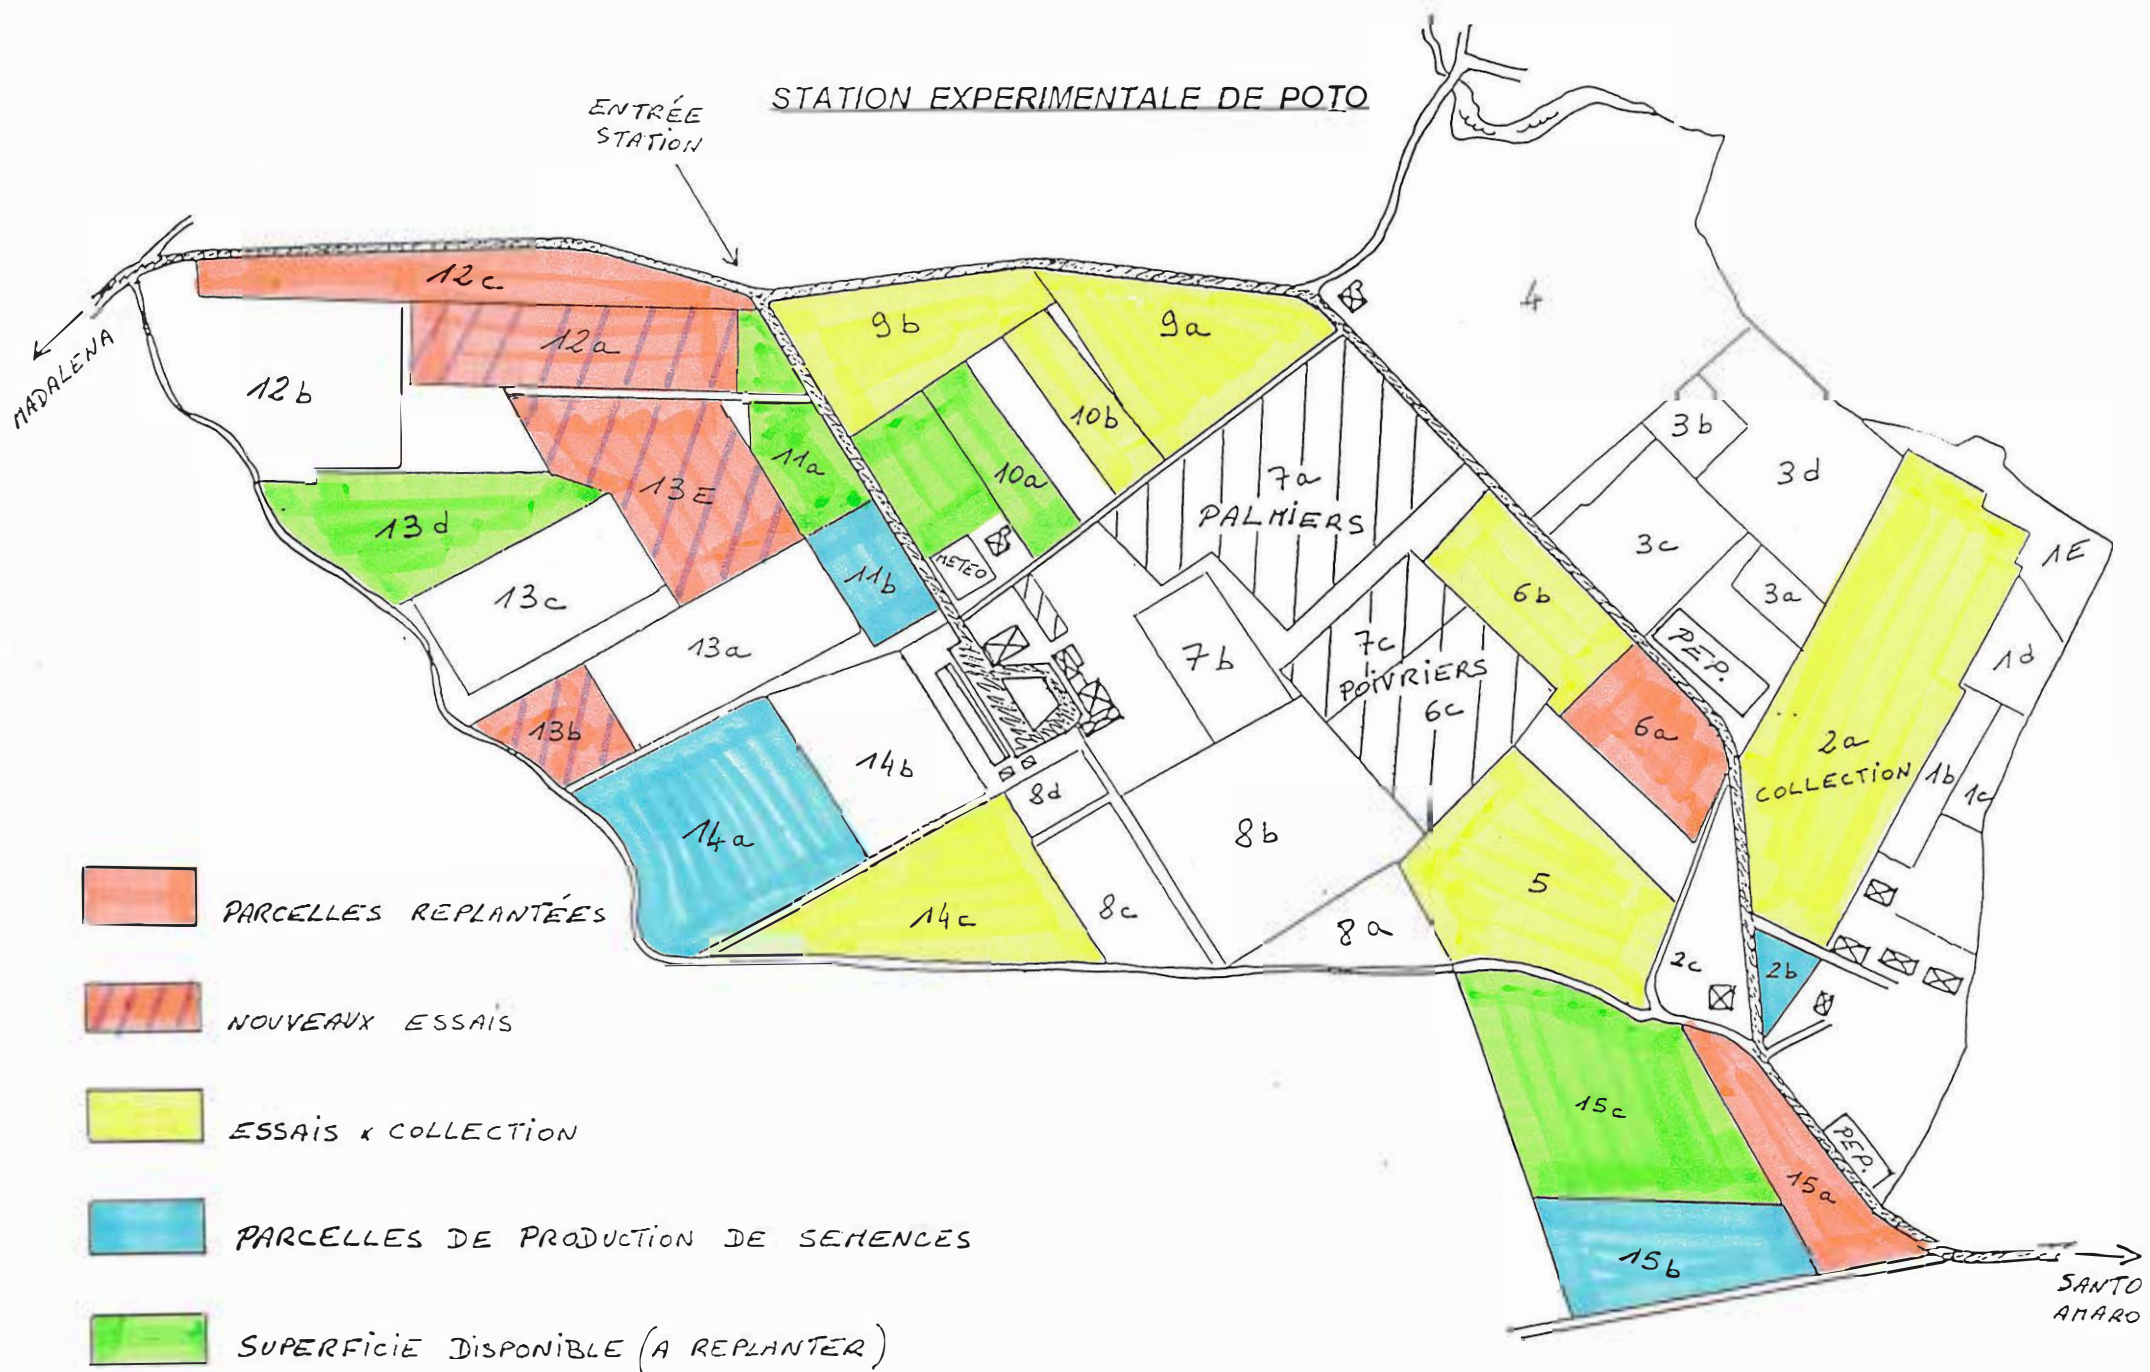 STATION EXPERIMENTALE DE POTO
ENTRÉE
STATION
MADALENA
12c
12a
12b
9b
9a
4
10b
11a
10a
13E
13d
METEO
11b
13c
13a
13b
7a
PALMIERS
7b
7c
POIVRIERS
6c
6b
6a
3b
3d
3c
3a
PEP.
1E
1d
2a
COLLECTION
1b
1c
14b
14a
14c
8d
8b
8c
8a
5
2c
2b
15c
15a
PEP.
15b
SANTO
AMARO
PARCELLES REPLANTÉES
NOUVEAUX ESSAIS
ESSAIS & COLLECTION
PARCELLES DE PRODUCTION DE SEMENCES
SUPERFICIE DISPONIBLE (A REPLANTER)